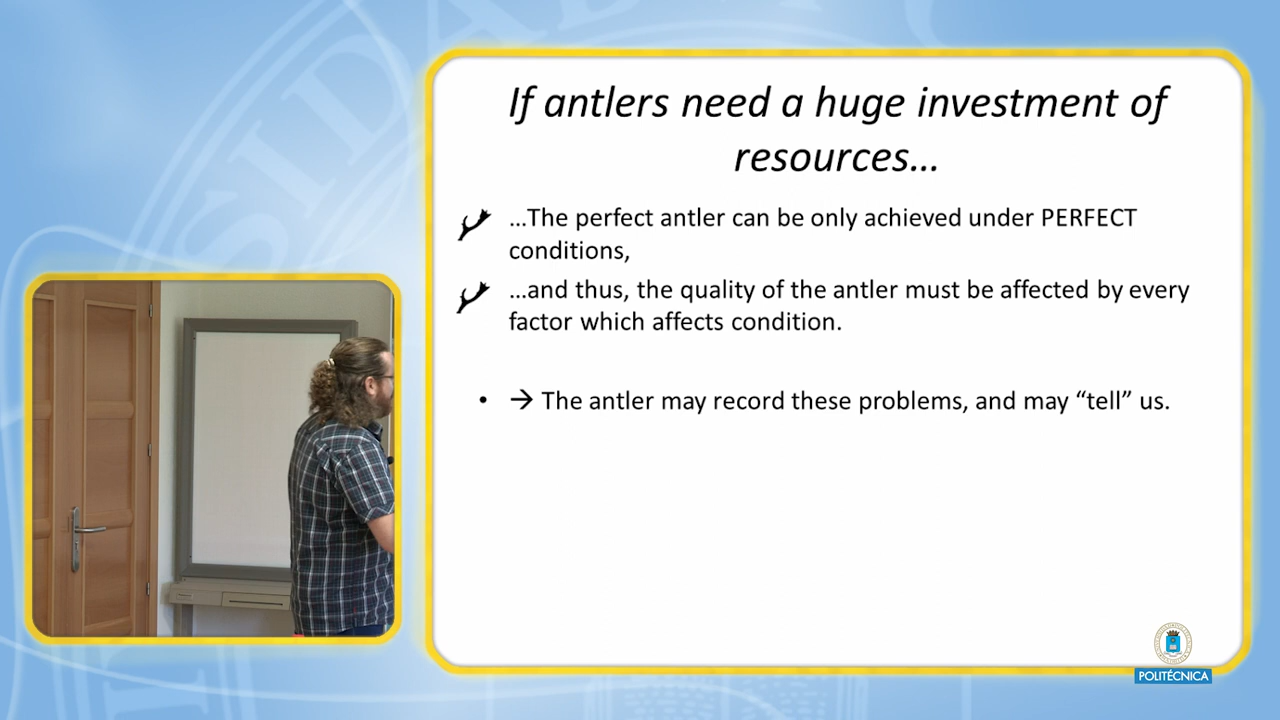 If antlers need a huge investment of
resources…
…The perfect antler can be only achieved under PERFECT
conditions,
…and thus, the quality of the antler must be affected by every
factor which affects condition.
• → The antler may record these problems, and may “tell” us.
POLITÉCNICA